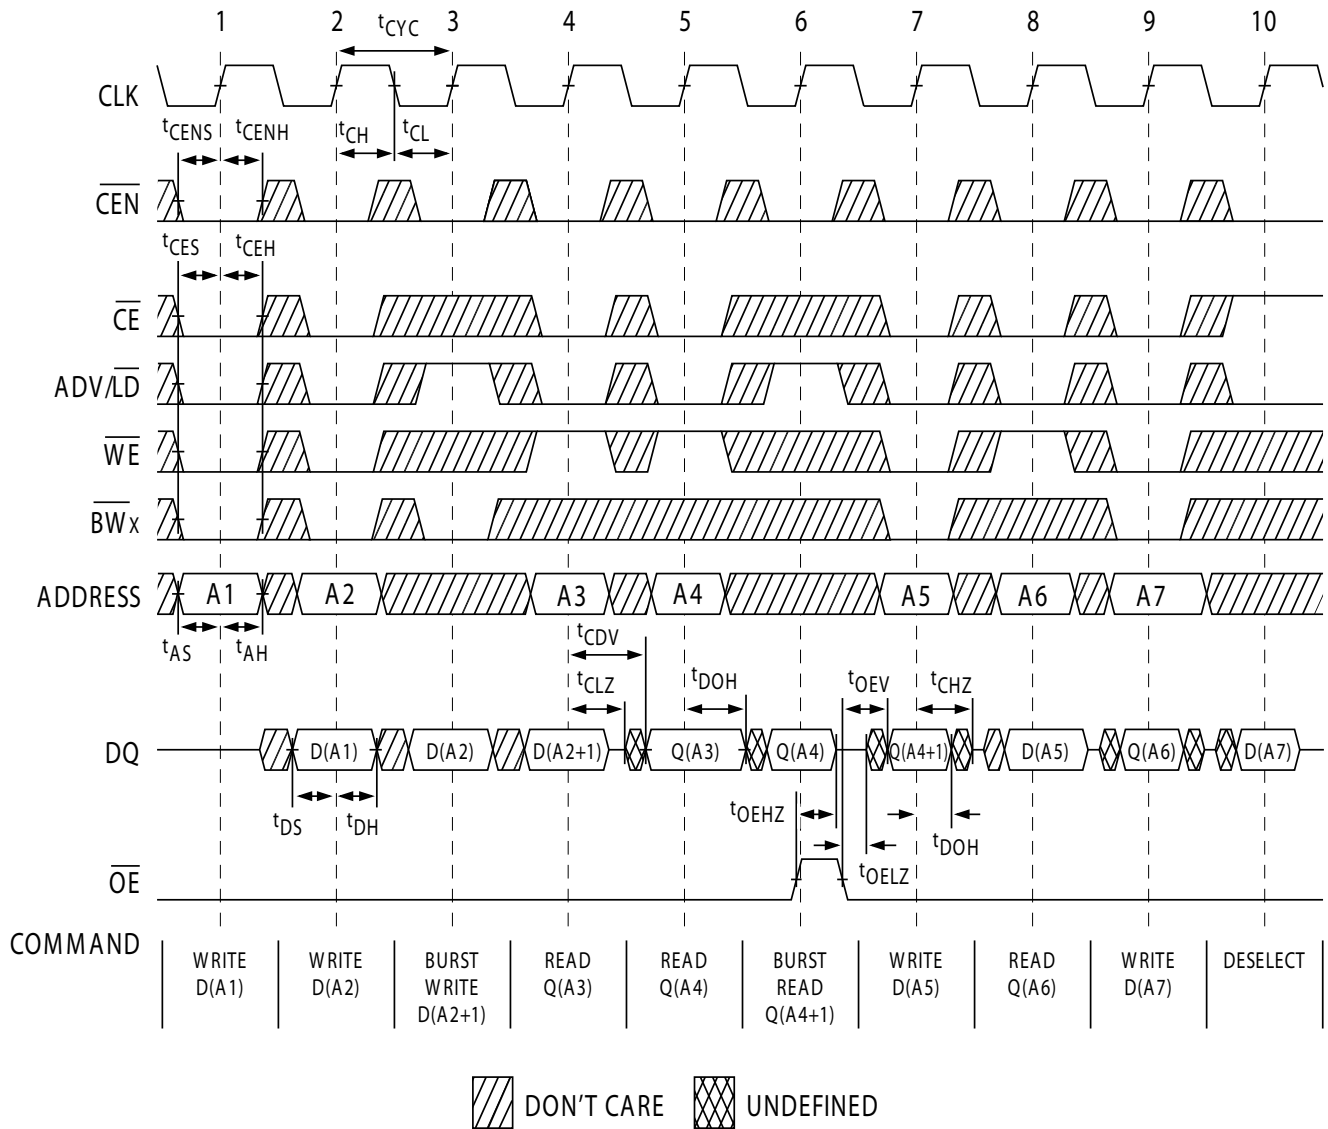 1 2 3 4 5 6 7 8 9 10
tCYC
CLK
tCENS tCENH tCH tCL
CEN
tCES tCEH
CE
ADV/LD
WE
BWX
ADDRESS A1 A2 A3 A4 A5 A6 A7
tAS tAH tCDV
tCLZ tDOH tOEV tCHZ
DQ D(A1) D(A2) D(A2+1) Q(A3) Q(A4) Q(A4+1) D(A5) Q(A6) D(A7)
tDS tDH tOEHZ tDOH
tOELZ
OE
COMMAND
WRITE
D(A1)
WRITE
D(A2)
BURST
WRITE
D(A2+1)
READ
Q(A3)
READ
Q(A4)
BURST
READ
Q(A4+1)
WRITE
D(A5)
READ
Q(A6)
WRITE
D(A7)
DESELECT
DON'T CARE UNDEFINED